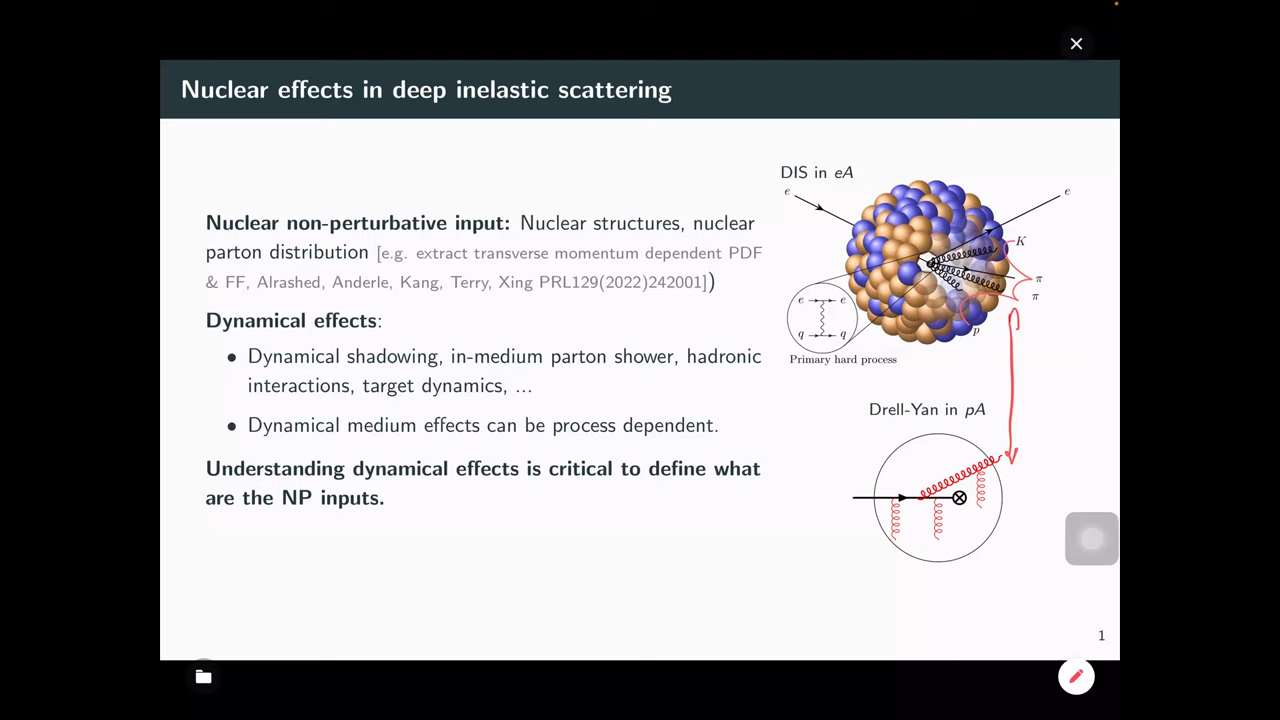 Nuclear effects in deep inelastic scattering
Nuclear non-perturbative input: Nuclear structures, nuclear
parton distribution [e.g. extract transverse momentum dependent PDF
& FF, Alrashed, Anderle, Kang, Terry, Xing PRL129(2022)242001])
Dynamical effects:
• Dynamical shadowing, in-medium parton shower, hadronic
interactions, target dynamics, ...
• Dynamical medium effects can be process dependent.
Understanding dynamical effects is critical to define what
are the NP inputs.
DIS in eA
e
e
K
π
π
p
e e
q q
Primary hard process
Drell-Yan in pA
1